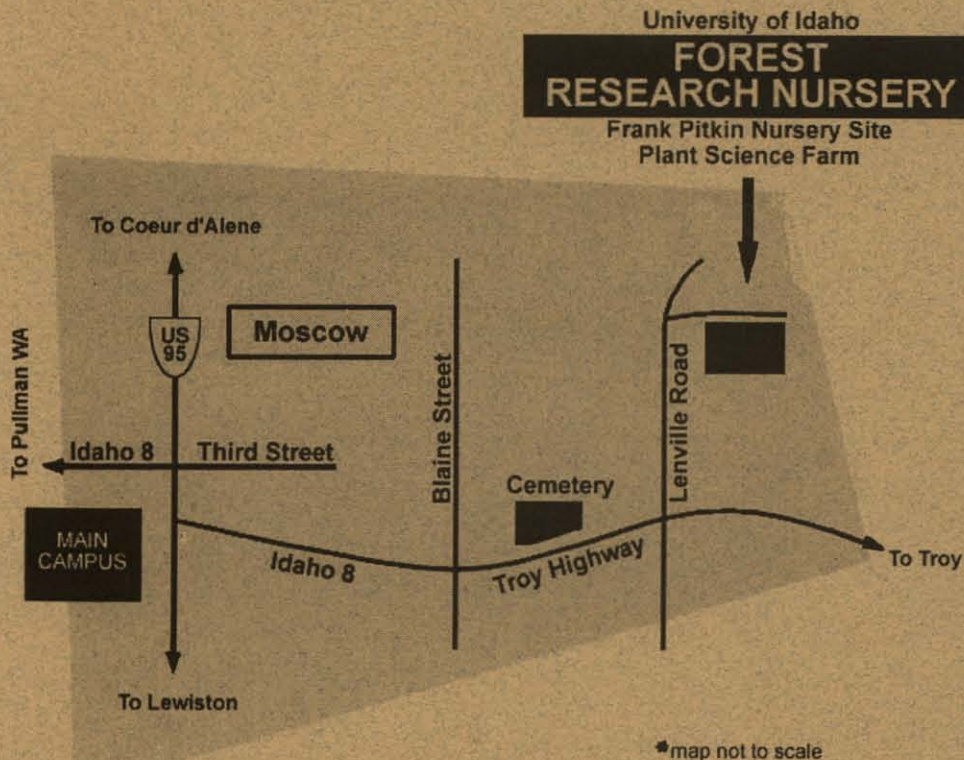 University of Idaho
FOREST
RESEARCH NURSERY
Frank Pitkin Nursery Site
Plant Science Farm
To Coeur d'Alene
US
95
Moscow
To Pullman WA
Idaho 8
Third Street
Blaine Street
Lenville Road
Cemetery
MAIN
CAMPUS
Idaho 8
Troy Highway
To Troy
To Lewiston
*map not to scale